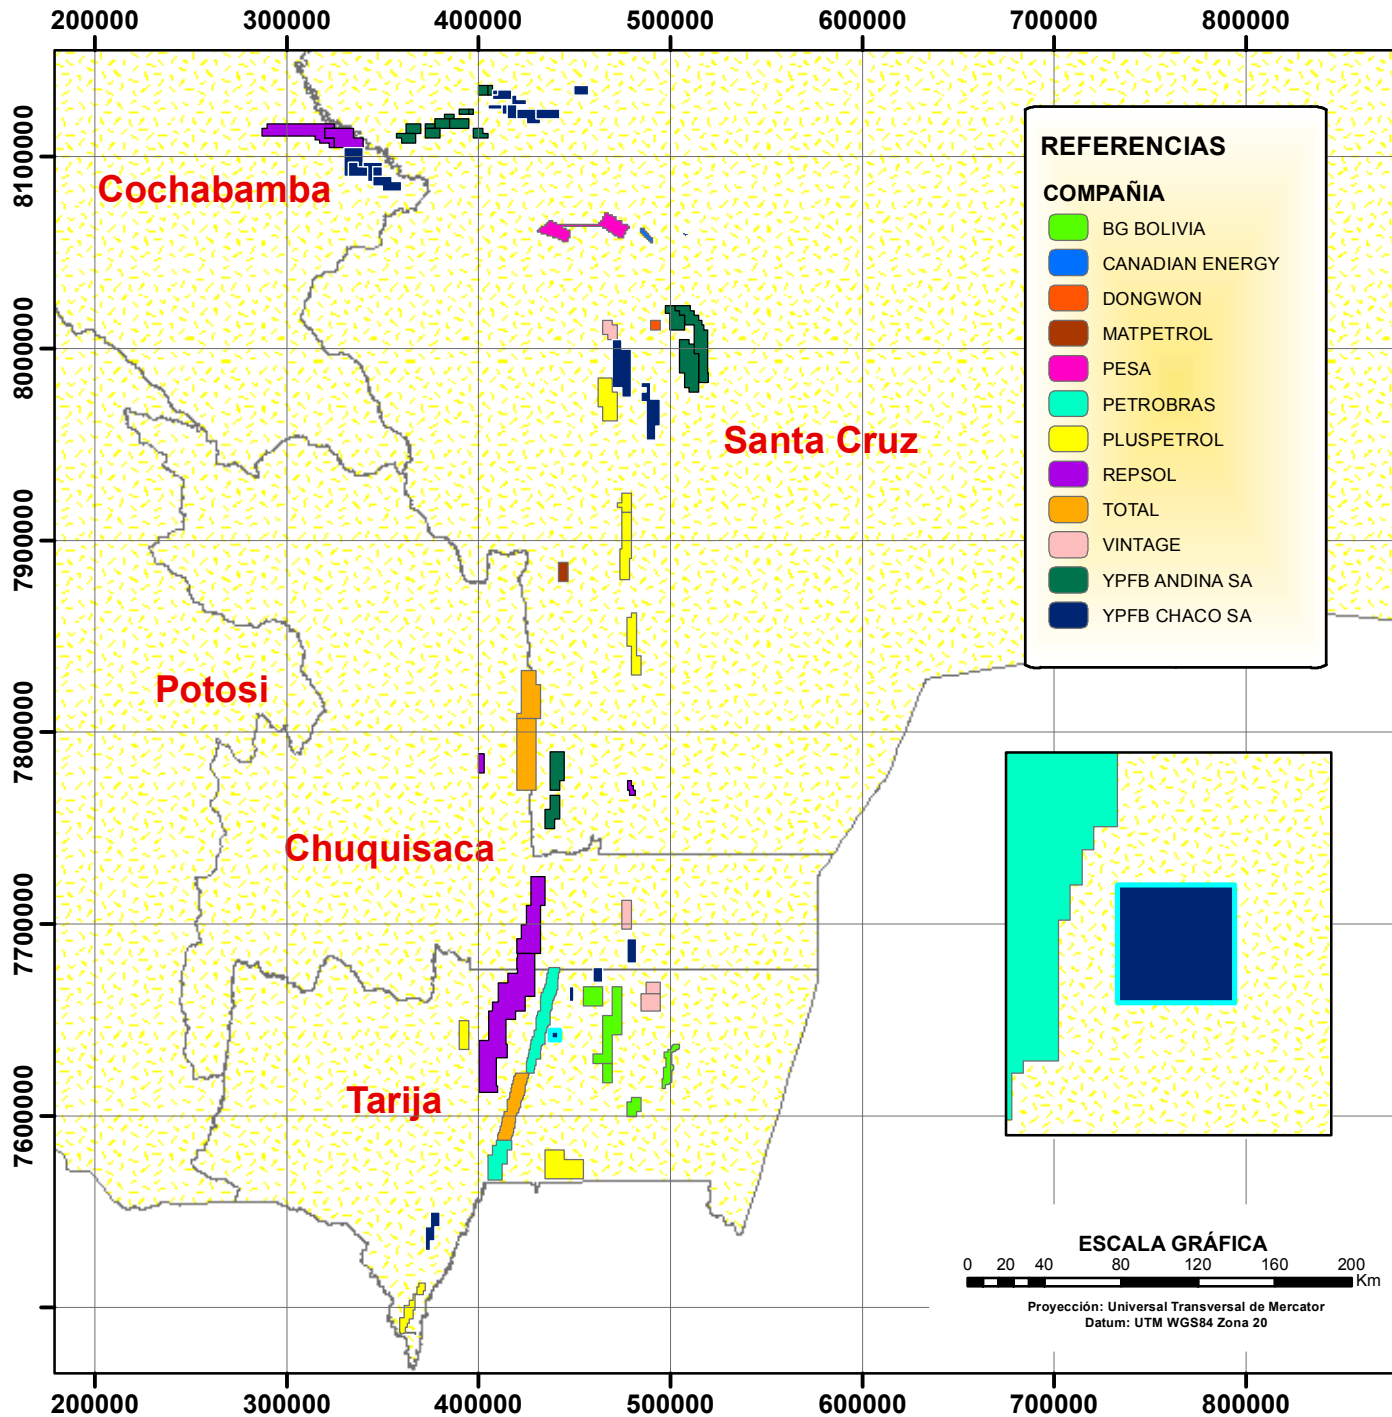 200000 300000 400000 500000 600000 700000 800000
8100000
8000000
7900000
7800000
7700000
7600000
Cochabamba
Santa Cruz
Potosi
Chuquisaca
Tarija
REFERENCIAS
COMPAÑIA
BG BOLIVIA
CANADIAN ENERGY
DONGWON
MATPETROL
PESA
PETROBRAS
PLUSPETROL
REPSOL
TOTAL
VINTAGE
YPFB ANDINA SA
YPFB CHACO SA
ESCALA GRÁFICA
0 20 40 80 120 160 200
Km
Proyección: Universal Transversal de Mercator
Datum: UTM WGS84 Zona 20
200000 300000 400000 500000 600000 700000 800000